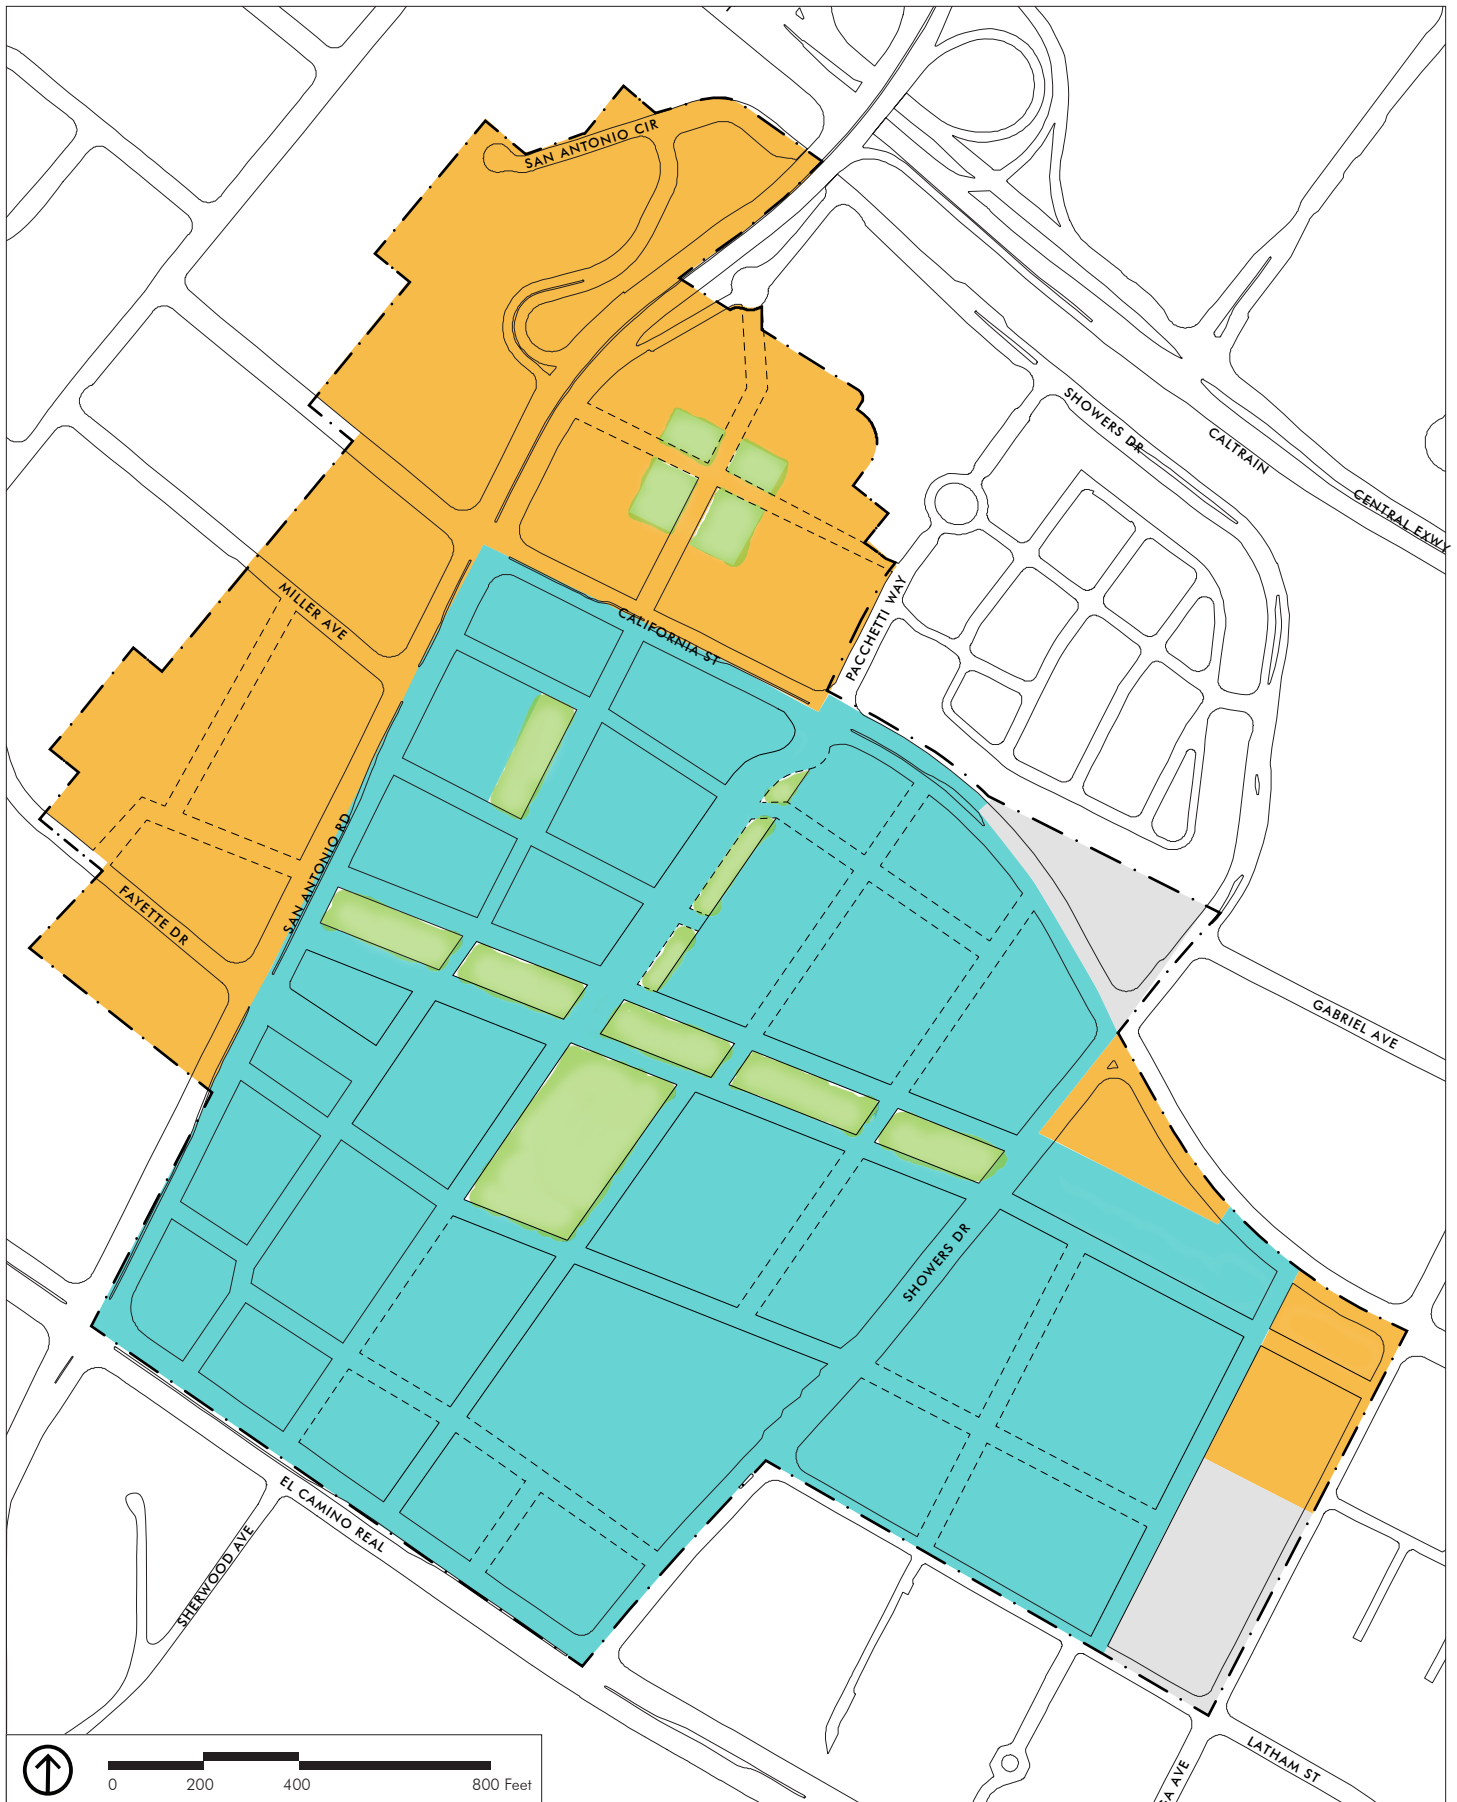 SAN ANTONIO CIR
SHOWERS DR
CALTRAIN
CENTRAL EXWY
MILLER AVE
CALIFORNIA ST
PACCHETTI WAY
SAN ANTONIO RD
FAYETTE DR
GABRIEL AVE
SHOWERS DR
EL CAMINO REAL
SHERWOOD AVE
LATHAM ST
AVE
0 200 400 800 Feet